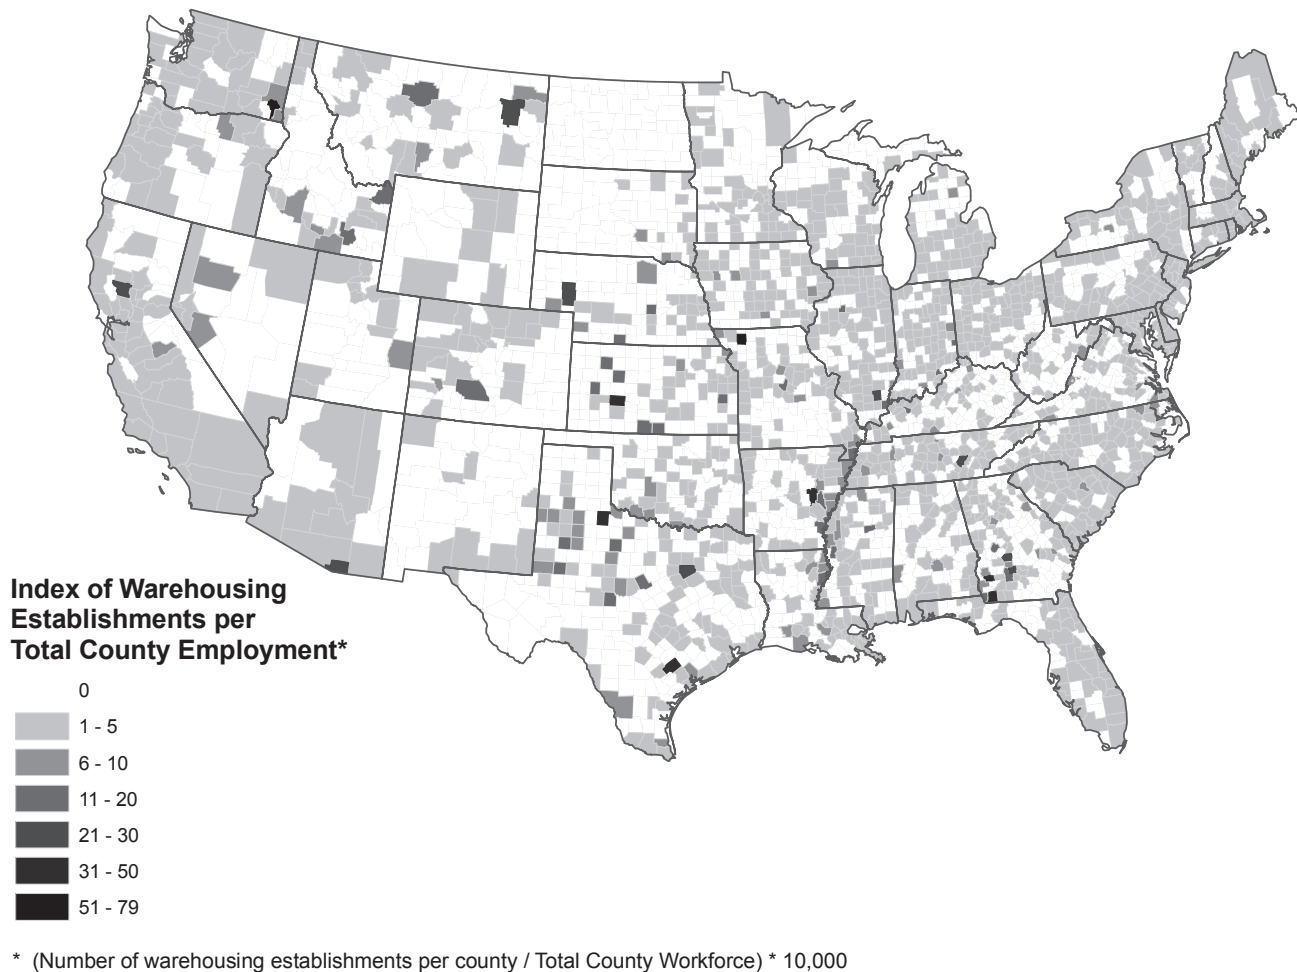 Index of Warehousing
Establishments per
Total County Employment*
0
1 - 5
6 - 10
11 - 20
21 - 30
31 - 50
51 - 79
* (Number of warehousing establishments per county / Total County Workforce) * 10,000